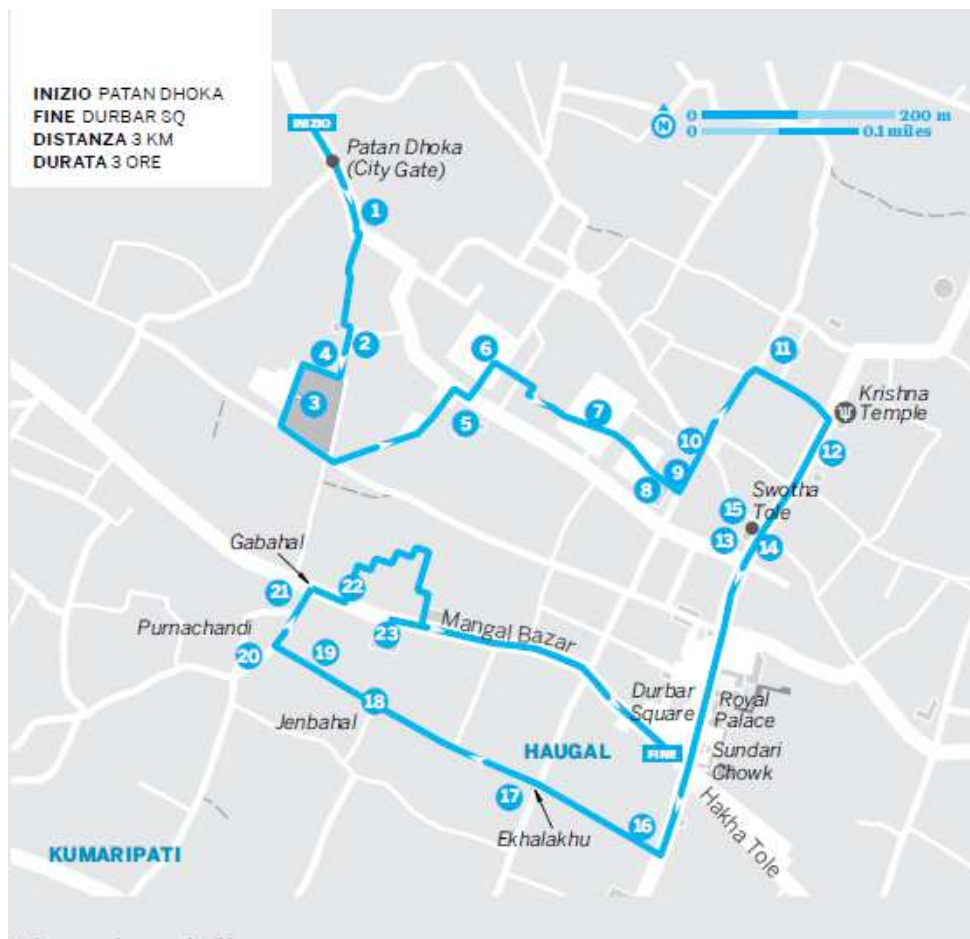 INIZIO PATAN DHOKA
FINE DURBAR SQ
DISTANZA 3 KM
DURATA 3 ORE
INIZIO
Patan Dhoka
(City Gate)
N
0 200 m
0 0.1 miles
1
2
4
3
6
5
7
11
Krishna
Temple
10
12
9
8
Swotha
Tole
15
13
14
Gabahal
21
22
Purnachandi
23
Mangal Bazar
20
19
18
Jenbahal
Durbar
Square
Royal
Palace
HAUGAL
FINE
Sundari
Chowk
17
Ekhalakhu
16
Hakha Tole
KUMARIPATI